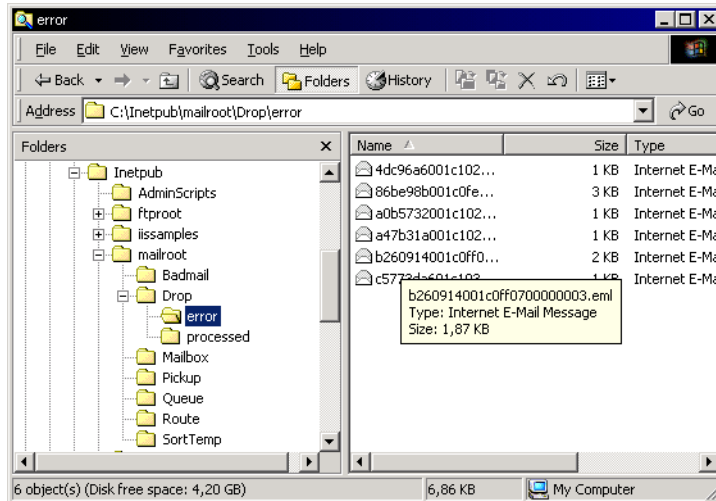 error
File Edit View Favorites Tools Help
Back Search Folders History
Address C:\Inetpub\mailroot\Drop\error Go
Folders
Name Size Type
Inetpub
AdminScripts
ftproot
iissamples
mailroot
Badmail
Drop
error
processed
Mailbox
Pickup
Queue
Route
SortTemp
4dc96a6001c102... 1 KB Internet E-Ma
86be98b001c0fe... 3 KB Internet E-Ma
a0b5732001c102... 1 KB Internet E-Ma
a47b31a001c102... 1 KB Internet E-Ma
b260914001c0ff0... 2 KB Internet E-Ma
1 KB Internet E-Ma
b260914001c0ff0700000003.eml
Type: Internet E-Mail Message
Size: 1,87 KB
6 object(s) (Disk free space: 4,20 GB) 6,86 KB My Computer